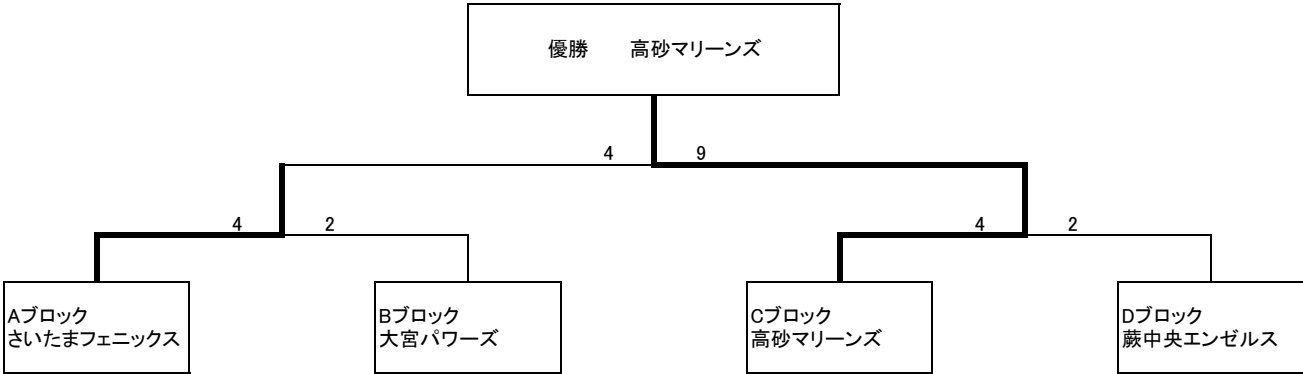 優勝　　高砂マリーンズ
4 9
4 2 4 2
Aブロック
さいたまフェニックス
Bブロック
大宮パワーズ
Cブロック
高砂マリーンズ
Dブロック
蕨中央エンゼルス